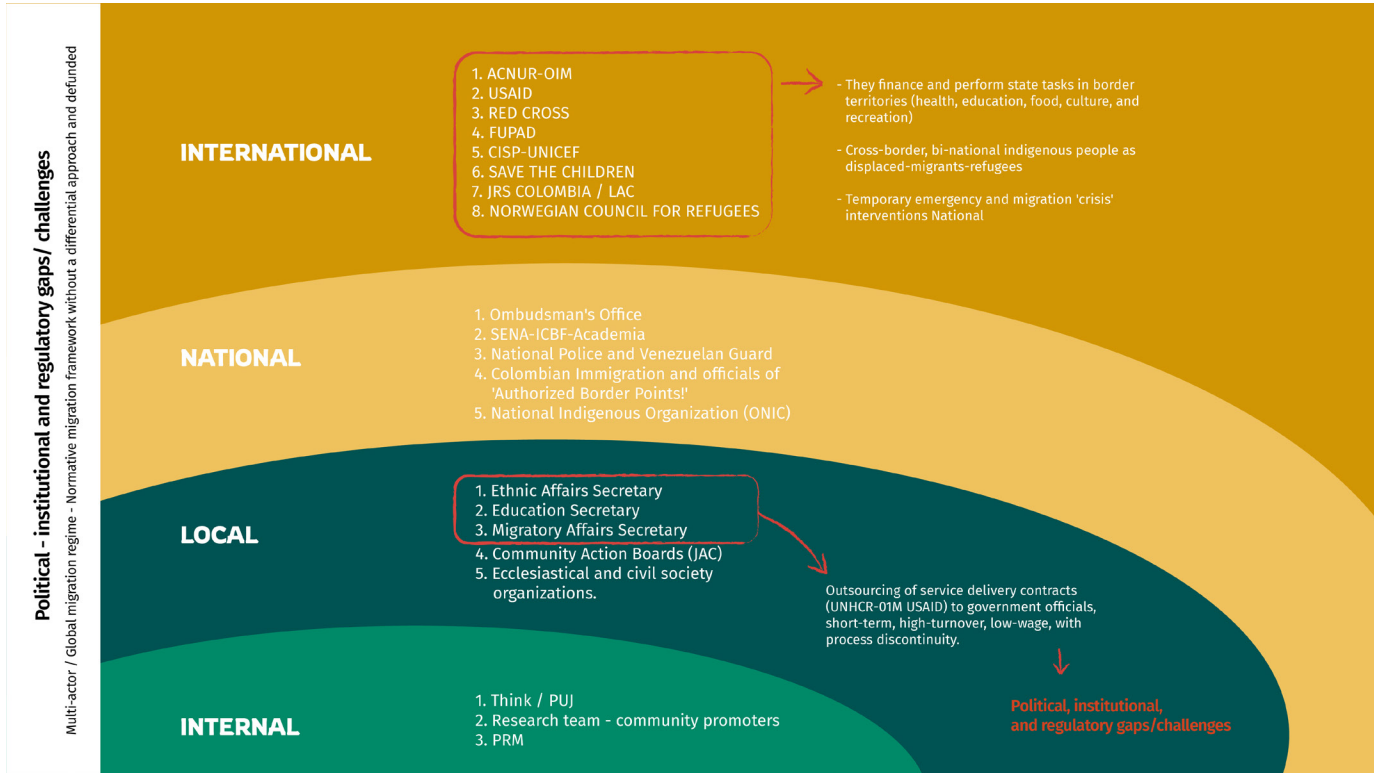 Political - institutional and regulatory gaps/ challenges
Multi-actor / Global migration regime - Normative migration framework without a differential approach and defunded
INTERNATIONAL
1. ACNUR-OIM
2. USAID
3. RED CROSS
4. FUPAD
5. CISP-UNICEF
6. SAVE THE CHILDREN
7. JRS COLOMBIA / LAC
8. NORWEGIAN COUNCIL FOR REFUGEES
- They finance and perform state tasks in border
territories (health, education, food, culture, and
recreation)
- Cross-border, bi-national indigenous people as
displaced-migrants-refugees
- Temporary emergency and migration 'crisis'
interventions National
NATIONAL
1. Ombudsman's Office
2. SENA-ICBF-Academia
3. National Police and Venezuelan Guard
4. Colombian Immigration and officials of
'Authorized Border Points!'
5. National Indigenous Organization (ONIC)
LOCAL
1. Ethnic Affairs Secretary
2. Education Secretary
3. Migratory Affairs Secretary
4. Community Action Boards (JAC)
5. Ecclesiastical and civil society
organizations.
Outsourcing of service delivery contracts
(UNHCR-01M USAID) to government officials,
short-term, high-turnover, low-wage, with
process discontinuity.
Political, institutional,
and regulatory gaps/challenges
INTERNAL
1. Think / PUJ
2. Research team - community promoters
3. PRM